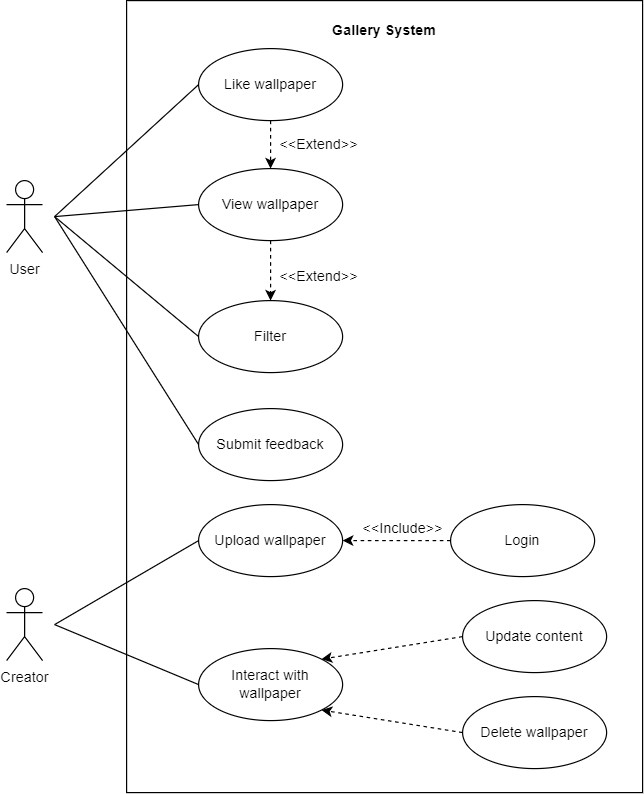 Gallery System
Like wallpaper
<<Extend>>
View wallpaper
<<Extend>>
User
Filter
Submit feedback
<<Include>>
Upload wallpaper
Login
Creator
Update content
Interact with
wallpaper
Delete wallpaper